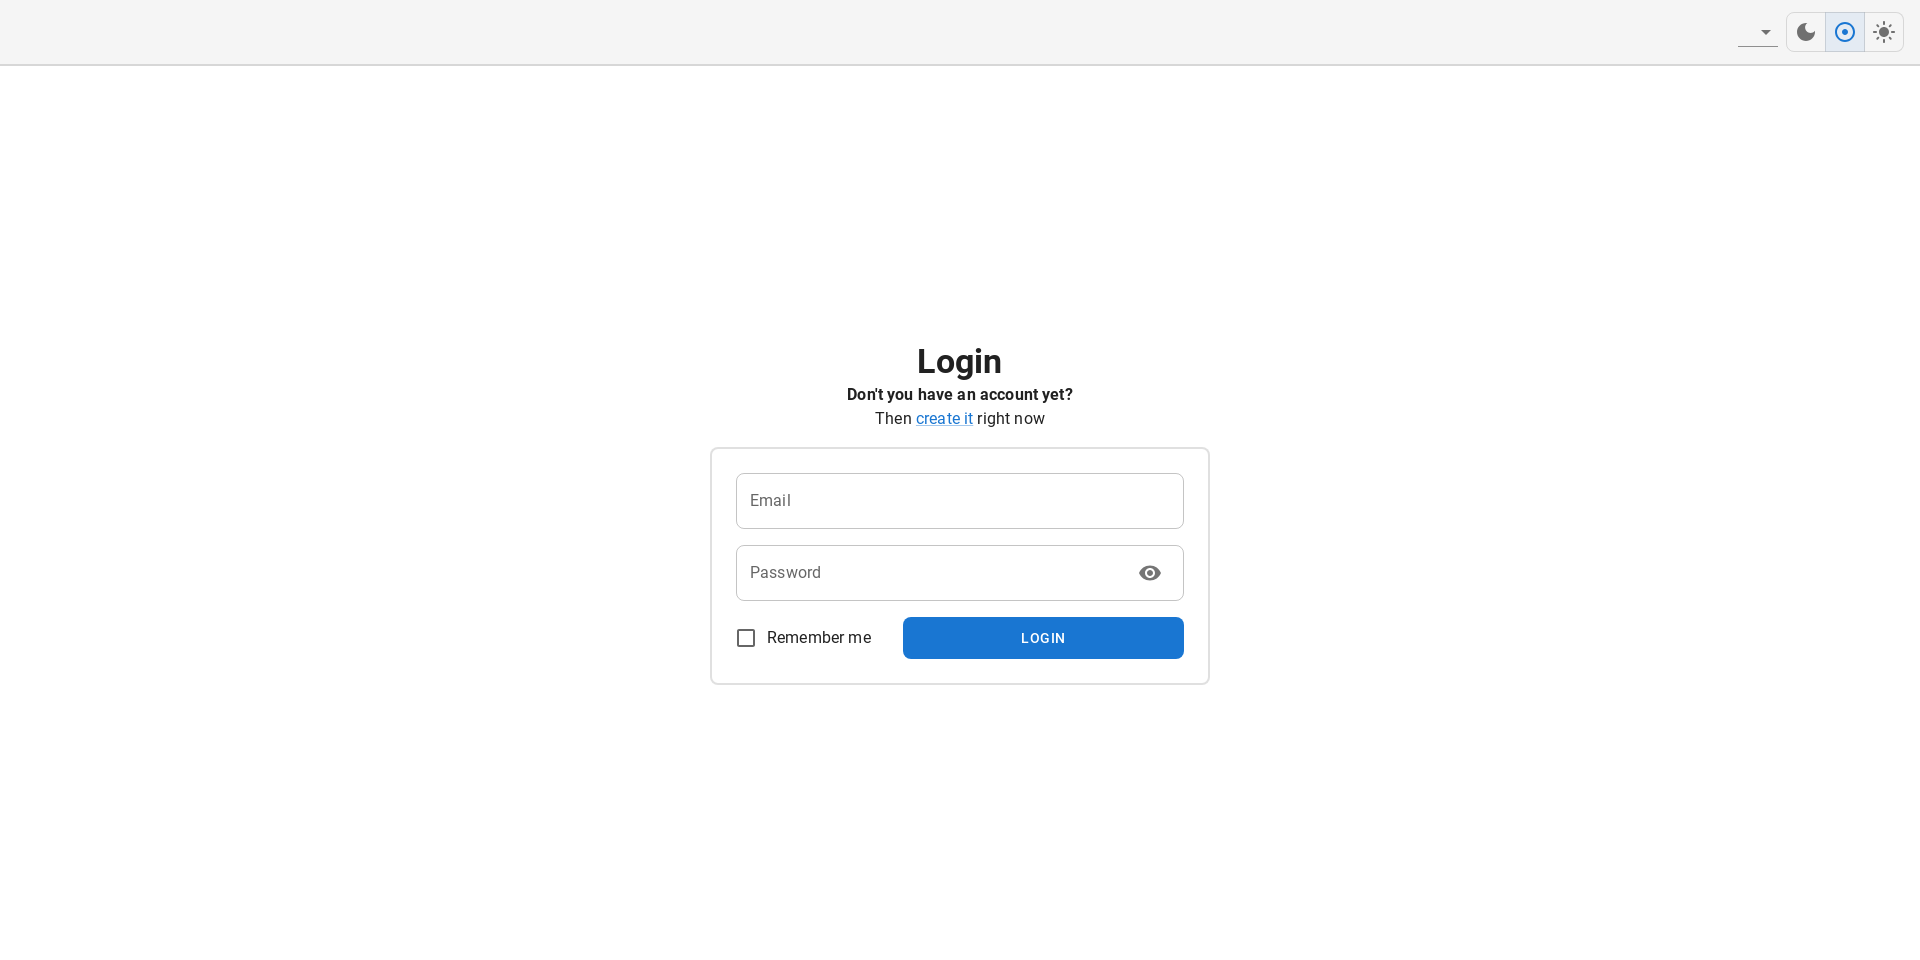 Login
Don't you have an account yet?
Then create it right now
Email
Password
Remember me
LOGIN